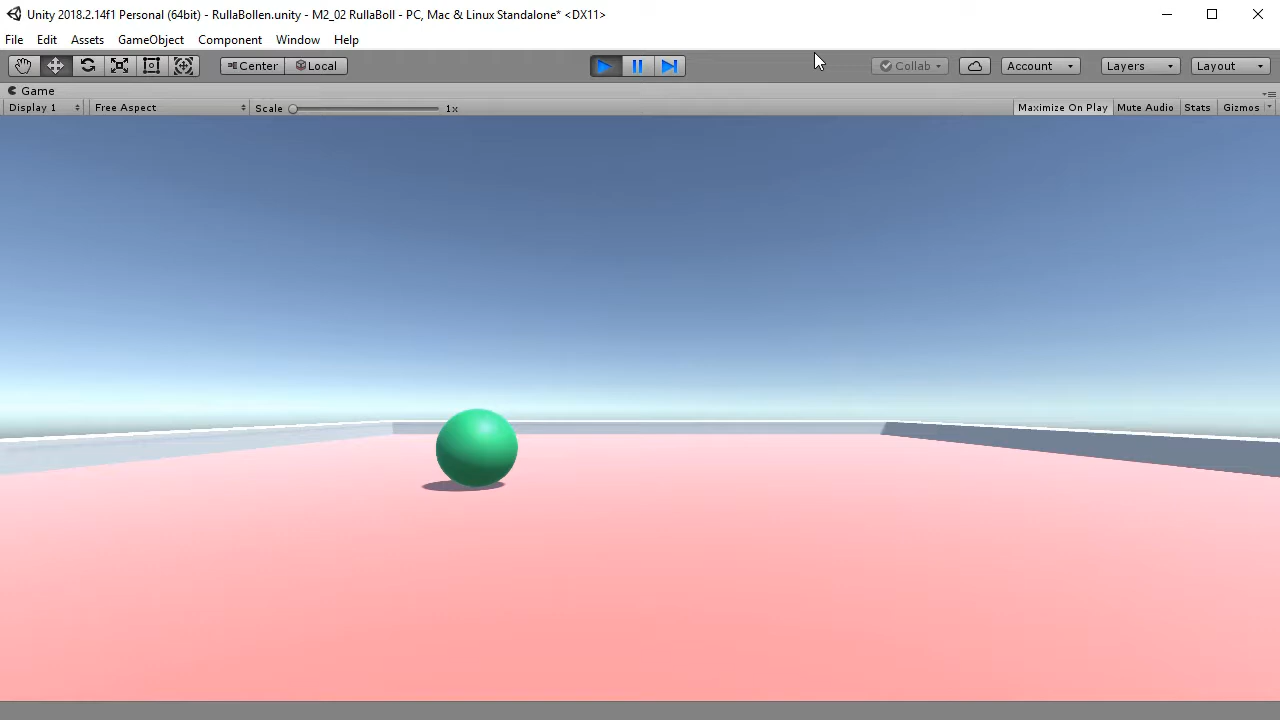 Unity 2018.2.14f1 Personal (64bit) - RullaBollen.unity - M2_02 RullaBoll - PC, Mac & Linux Standalone* <DX11>
File Edit Assets GameObject Component Window Help
Center Local Collab Account Layers Layout
Game
Display 1 Free Aspect Scale 1x Maximize On Play Mute Audio Stats Gizmos